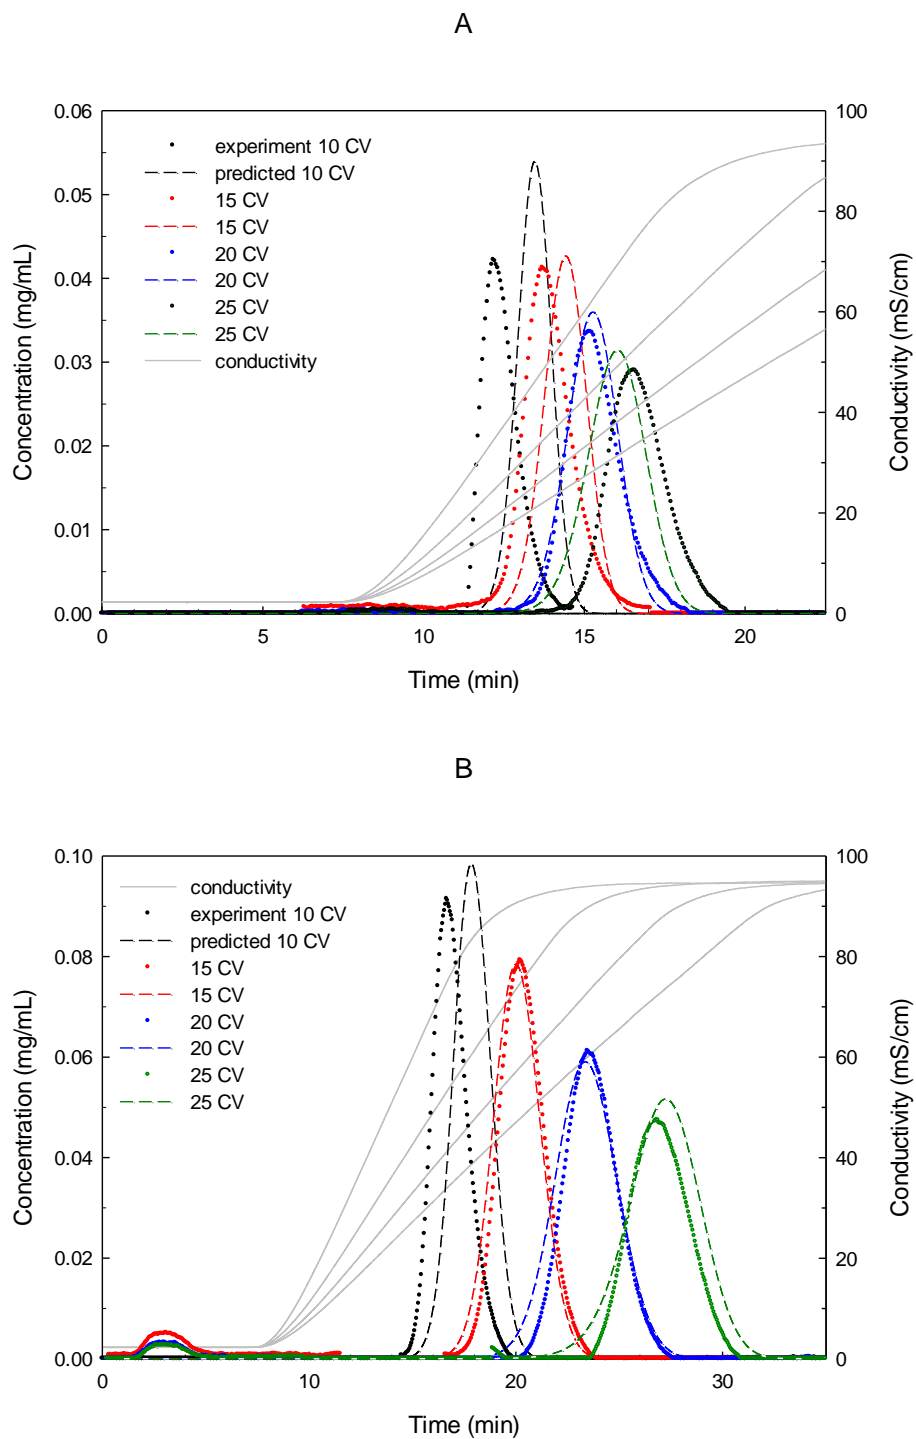 A
0.06
0.05
0.04
0.03
0.02
0.01
0.00
Concentration (mg/mL)
experiment 10 CV
predicted 10 CV
15 CV
15 CV
20 CV
20 CV
25 CV
25 CV
conductivity
100
80
60
40
20
0
Conductivity (mS/cm)
0 5 10 15 20
Time (min)
B
0.10
0.08
0.06
0.04
0.02
0.00
Concentration (mg/mL)
conductivity
experiment 10 CV
predicted 10 CV
15 CV
15 CV
20 CV
20 CV
25 CV
25 CV
100
80
60
40
20
0
Conductivity (mS/cm)
0 10 20 30
Time (min)